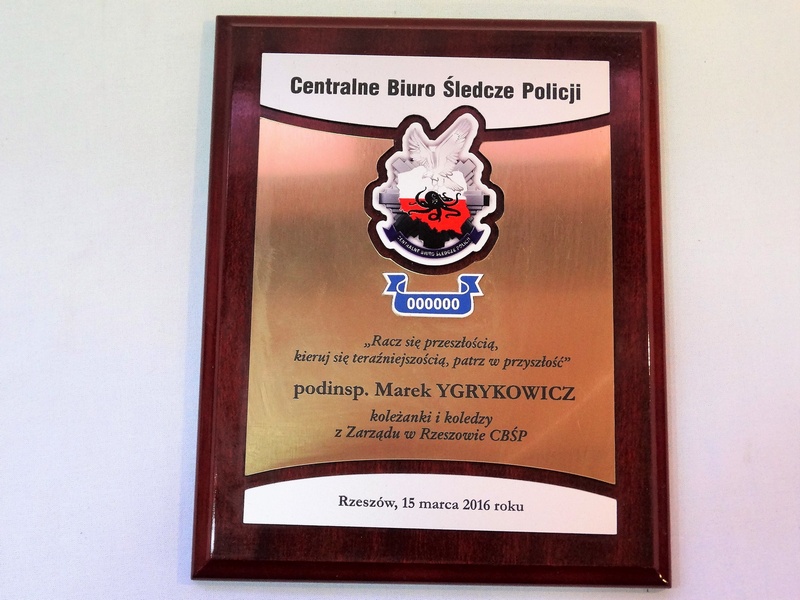 Centralne Biuro Śledcze Policji
CENTRALNE BIURO ŚLEDCZE POLICJI
000000
„Racz się przeszłością,
kieruj się teraźniejszością, patrz w przyszłość”
podinsp. Marek YGRYKOWICZ
koleżanki i koledzy
z Zarządu w Rzeszowie CBŚP
Rzeszów, 15 marca 2016 roku